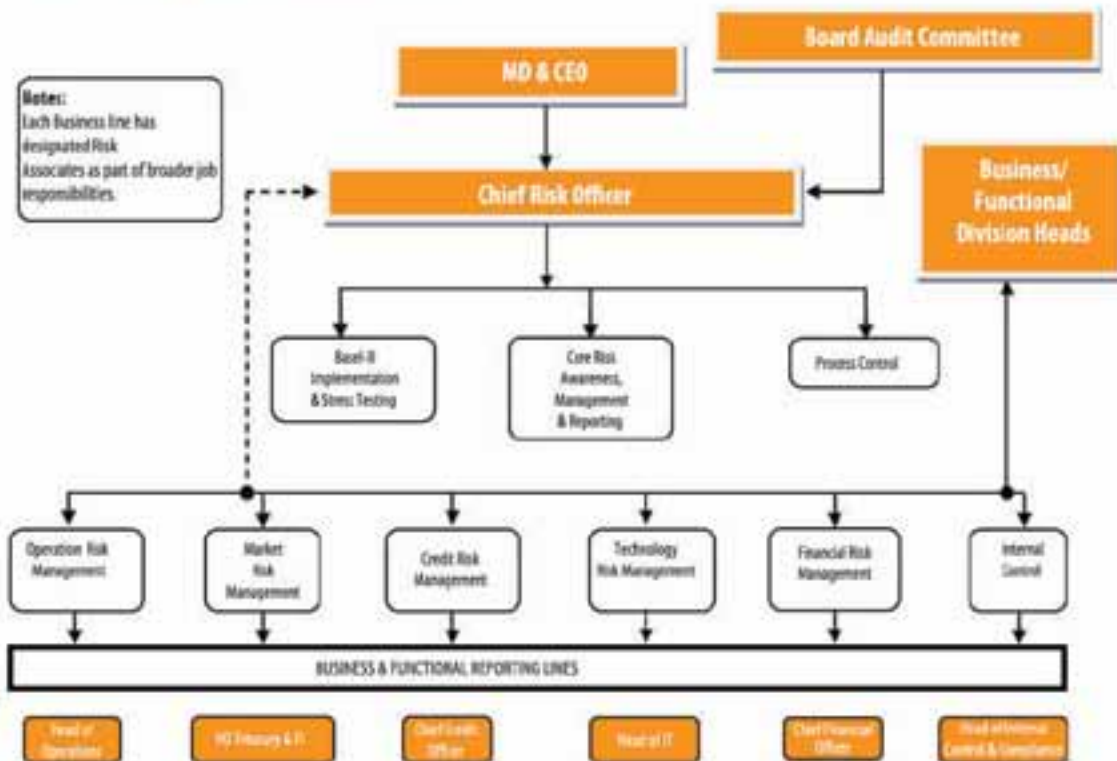 Board Audit Committee
MD & CEO
Notes:
Each Business line has
designated Risk
Associates as part of broader job
responsibilities.
Business/
Functional
Division Heads
Chief Risk Officer
Basel-II
Implementation
& Stress Testing
Core Risk
Awareness,
Management
& Reporting
Process Control
Operation Risk
Management
Market
Risk
Management
Credit Risk
Management
Technology
Risk Management
Financial Risk
Management
Internal
Control
BUSINESS & FUNCTIONAL REPORTING LINES
Head of
Operations
Treasury & FI
Chief Credit
Officer
Head of IT
Chief Financial
Officer
Head of Internal
Control & Compliance